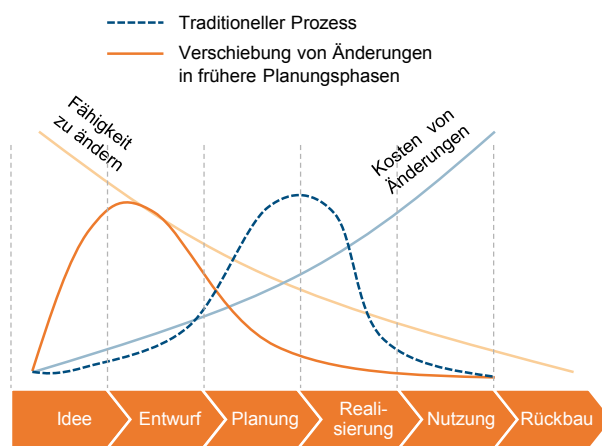 Traditioneller Prozess
Verschiebung von Änderungen
in frühere Planungsphasen
Fähigkeit
zu ändern
Kosten von
Änderungen
Idee
Entwurf
Planung
Reali-
sierung
Nutzung
Rückbau